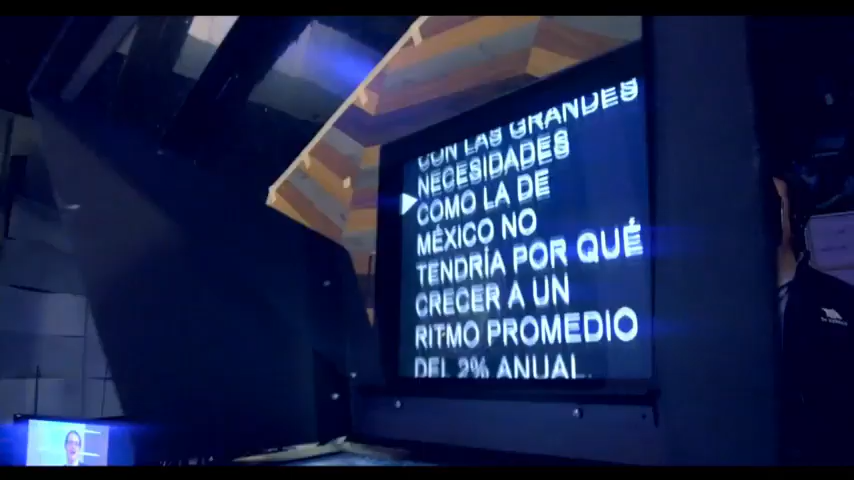 CON LAS GRANDES
NECESIDADES
COMO LA DE
MÉXICO NO
TENDRÍA POR QUÉ
CRECER A UN
RITMO PROMEDIO
DEL 2% ANUAL.